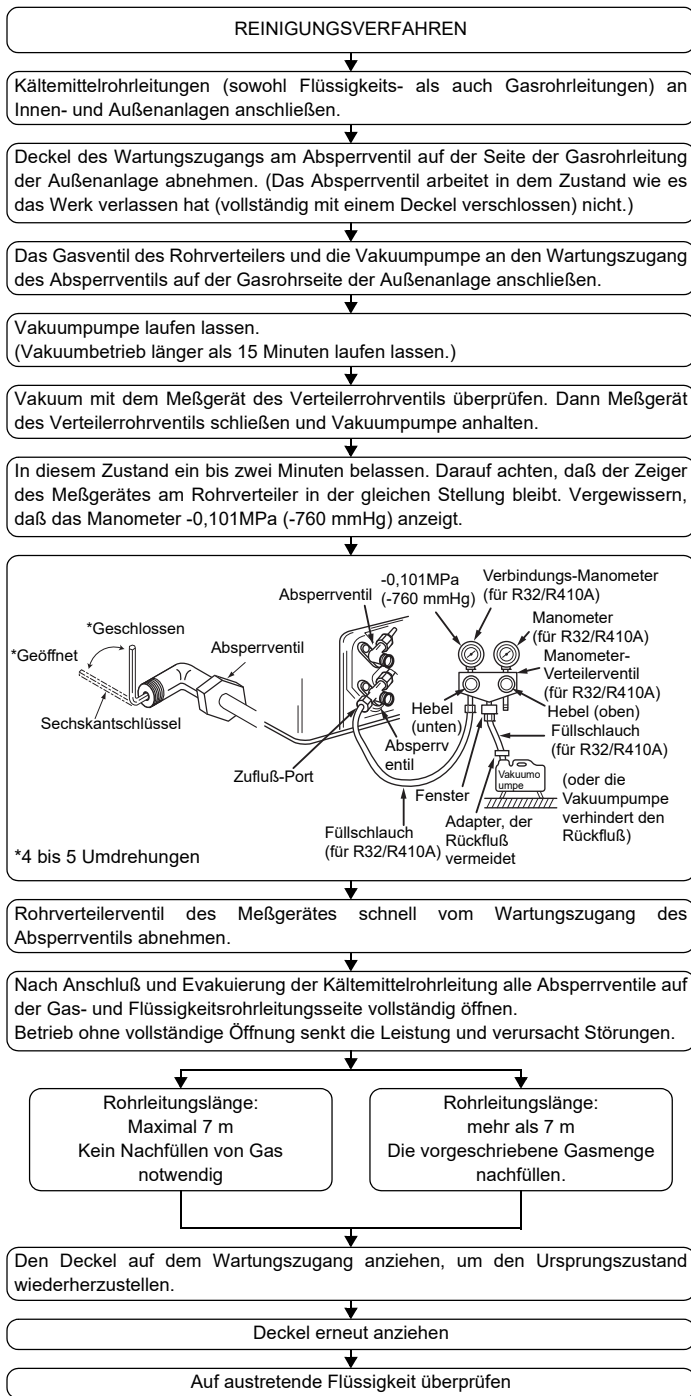 REINIGUNGSVERFAHREN
Kältemittelrohrleitungen (sowohl Flüssigkeits- als auch Gasrohrleitungen) an
Innen- und Außenanlagen anschließen.
Deckel des Wartungszugangs am Absperrventil auf der Seite der Gasrohrleitung
der Außenanlage abnehmen. (Das Absperrventil arbeitet in dem Zustand wie es
das Werk verlassen hat (vollständig mit einem Deckel verschlossen) nicht.)
Das Gasventil des Rohrverteilers und die Vakuumpumpe an den Wartungszugang
des Absperrventils auf der Gasrohrseite der Außenanlage anschließen.
Vakuumpumpe laufen lassen.
(Vakuumbetrieb länger als 15 Minuten laufen lassen.)
Vakuum mit dem Meßgerät des Verteilerrohrventils überprüfen. Dann Meßgerät
des Verteilerrohrventils schließen und Vakuumpumpe anhalten.
In diesem Zustand ein bis zwei Minuten belassen. Darauf achten, daß der Zeiger
des Meßgerätes am Rohrverteiler in der gleichen Stellung bleibt. Vergewissern,
daß das Manometer -0,101MPa (-760 mmHg) anzeigt.
*Geschlossen
*Geöffnet
Absperrventil
Sechskantschlüssel
*4 bis 5 Umdrehungen
Absperrventil
-0,101MPa
(-760 mmHg)
Verbindungs-Manometer
(für R32/R410A)
Manometer
(für R32/R410A)
Manometer-
Verteilerventil
(für R32/R410A)
Hebel
(unten)
Hebel (oben)
Füllschlauch
(für R32/R410A)
Absperrv
entil
Zufluß-Port
Fenster
Vakuumo
umpe
(oder die
Vakuumpumpe
verhindert den
Rückfluß)
Adapter, der
Rückfluß
vermeidet
Füllschlauch
(für R32/R410A)
Rohrverteilerventil des Meßgerätes schnell vom Wartungszugang des
Absperrventils abnehmen.
Nach Anschluß und Evakuierung der Kältemittelrohrleitung alle Absperrventile auf
der Gas- und Flüssigkeitsrohrleitungsseite vollständig öffnen.
Betrieb ohne vollständige Öffnung senkt die Leistung und verursacht Störungen.
Rohrleitungslänge:
Maximal 7 m
Kein Nachfüllen von Gas
notwendig
Rohrleitungslänge:
mehr als 7 m
Die vorgeschriebene Gasmenge
nachfüllen.
Den Deckel auf dem Wartungszugang anziehen, um den Ursprungszustand
wiederherzustellen.
Deckel erneut anziehen
Auf austretende Flüssigkeit überprüfen